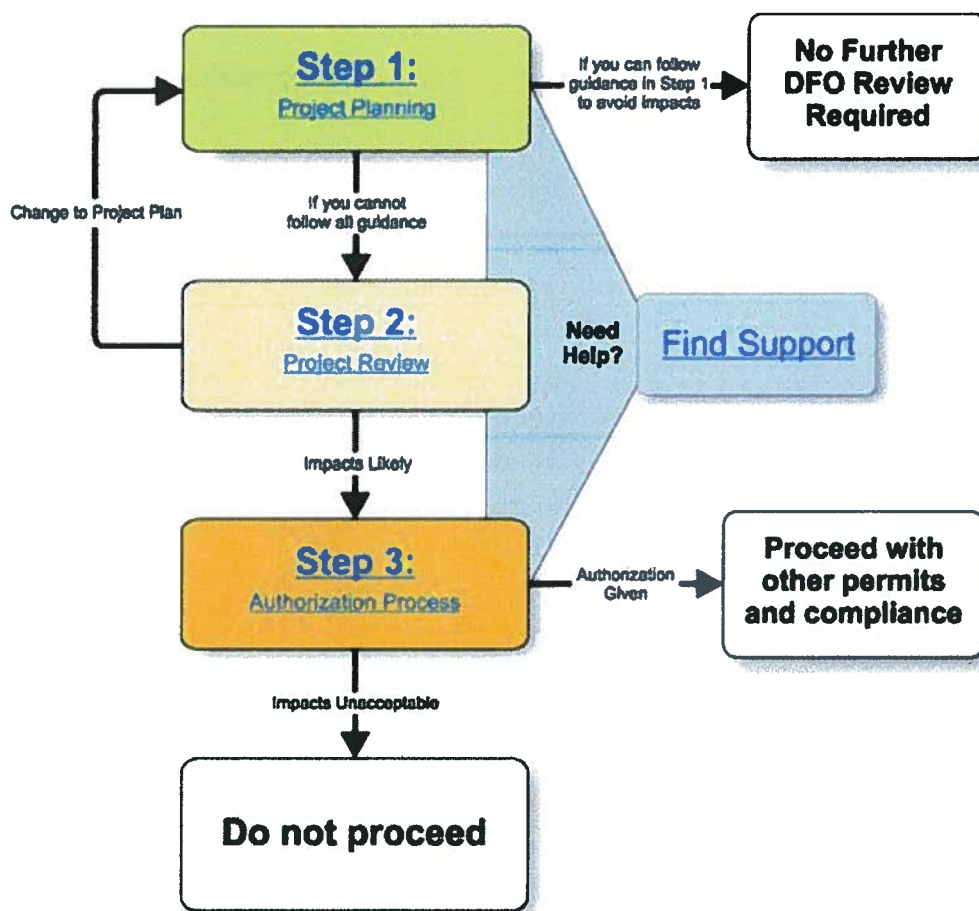 Step 1:
Project Planning
If you can follow
guidance in Step 1
to avoid impacts
No Further
DFO Review
Required
Change to Project Plan
If you cannot
follow all guidance
Step 2:
Project Review
Need
Help?
Find Support
Impacts Likely
Step 3:
Authorization Process
Authorization
Given
Proceed with
other permits
and compliance
Impacts Unacceptable
Do not proceed